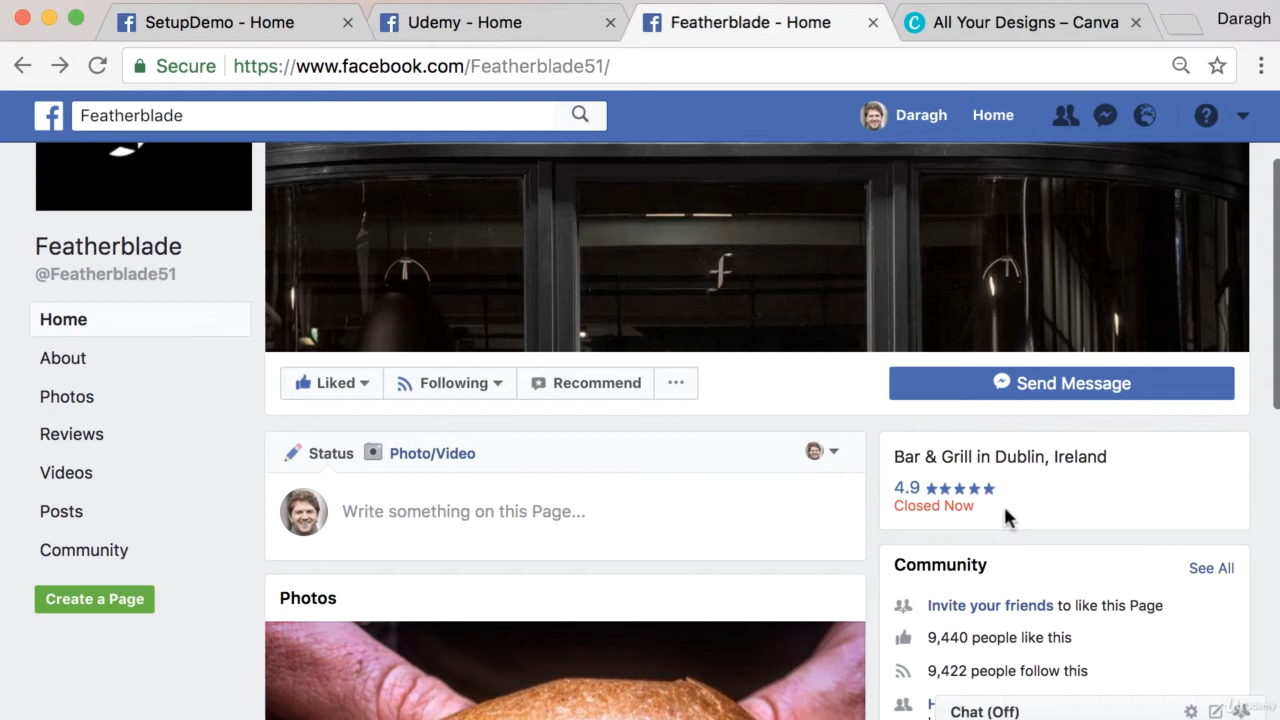 SetupDemo - Home
Udemy - Home
Featherblade - Home
All Your Designs – Canva
Daragh
Secure https://www.facebook.com/Featherblade51/
Featherblade
Daragh Home
Featherblade
@Featherblade51
Home
About
Photos
Reviews
Videos
Posts
Community
Create a Page
Liked Following Recommend
Send Message
Status Photo/Video
Write something on this Page...
Photos
Bar & Grill in Dublin, Ireland
4.9
Closed Now
Community See All
Invite your friends to like this Page
9,440 people like this
9,422 people follow this
Chat (Off)
Udemy